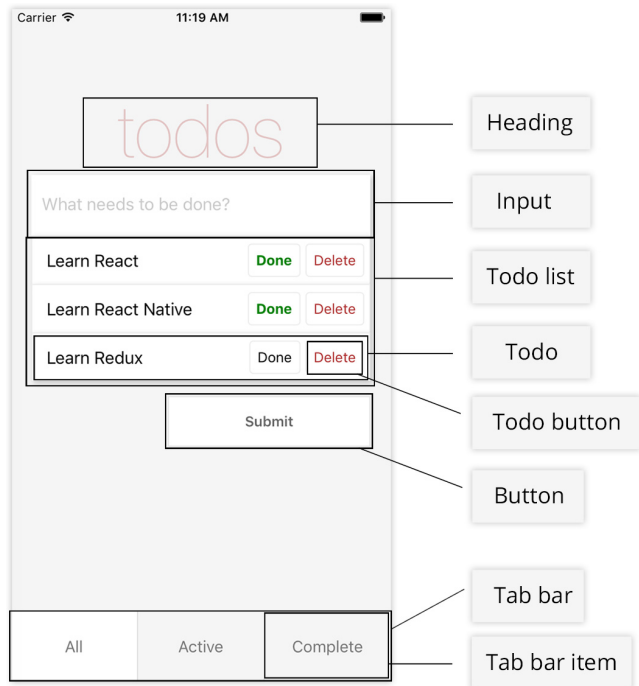 Carrier 11:19 AM
todos
Heading
What needs to be done?
Input
Learn React Done Delete
Todo list
Learn React Native Done Delete
Learn Redux Done Delete
Todo
Submit
Todo button
Button
Tab bar
All Active Complete
Tab bar item